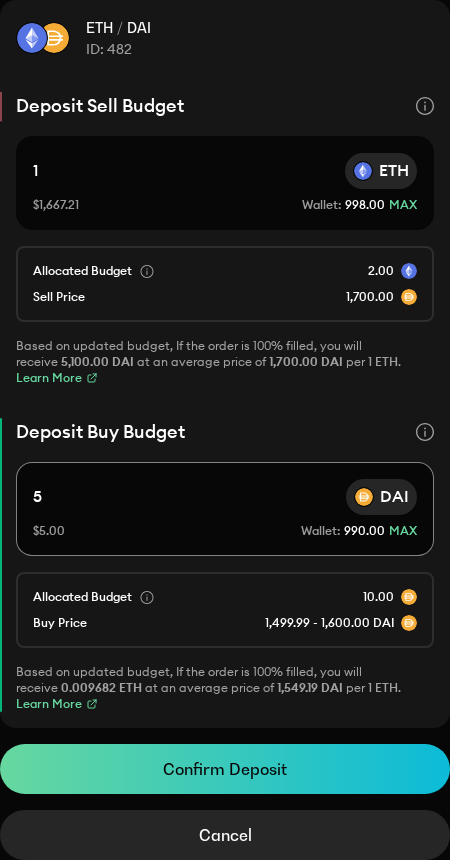 ETH / DAI
ID: 482
Deposit Sell Budget
1 ETH
$1,667.21 Wallet: 998.00 MAX
Allocated Budget 2.00
Sell Price 1,700.00
Based on updated budget, If the order is 100% filled, you will
receive 5,100.00 DAI at an average price of 1,700.00 DAI per 1 ETH.
Learn More
Deposit Buy Budget
5 DAI
$5.00 Wallet: 990.00 MAX
Allocated Budget 10.00
Buy Price 1,499.99 - 1,600.00 DAI
Based on updated budget, If the order is 100% filled, you will
receive 0.009682 ETH at an average price of 1,549.19 DAI per 1 ETH.
Learn More
Confirm Deposit
Cancel